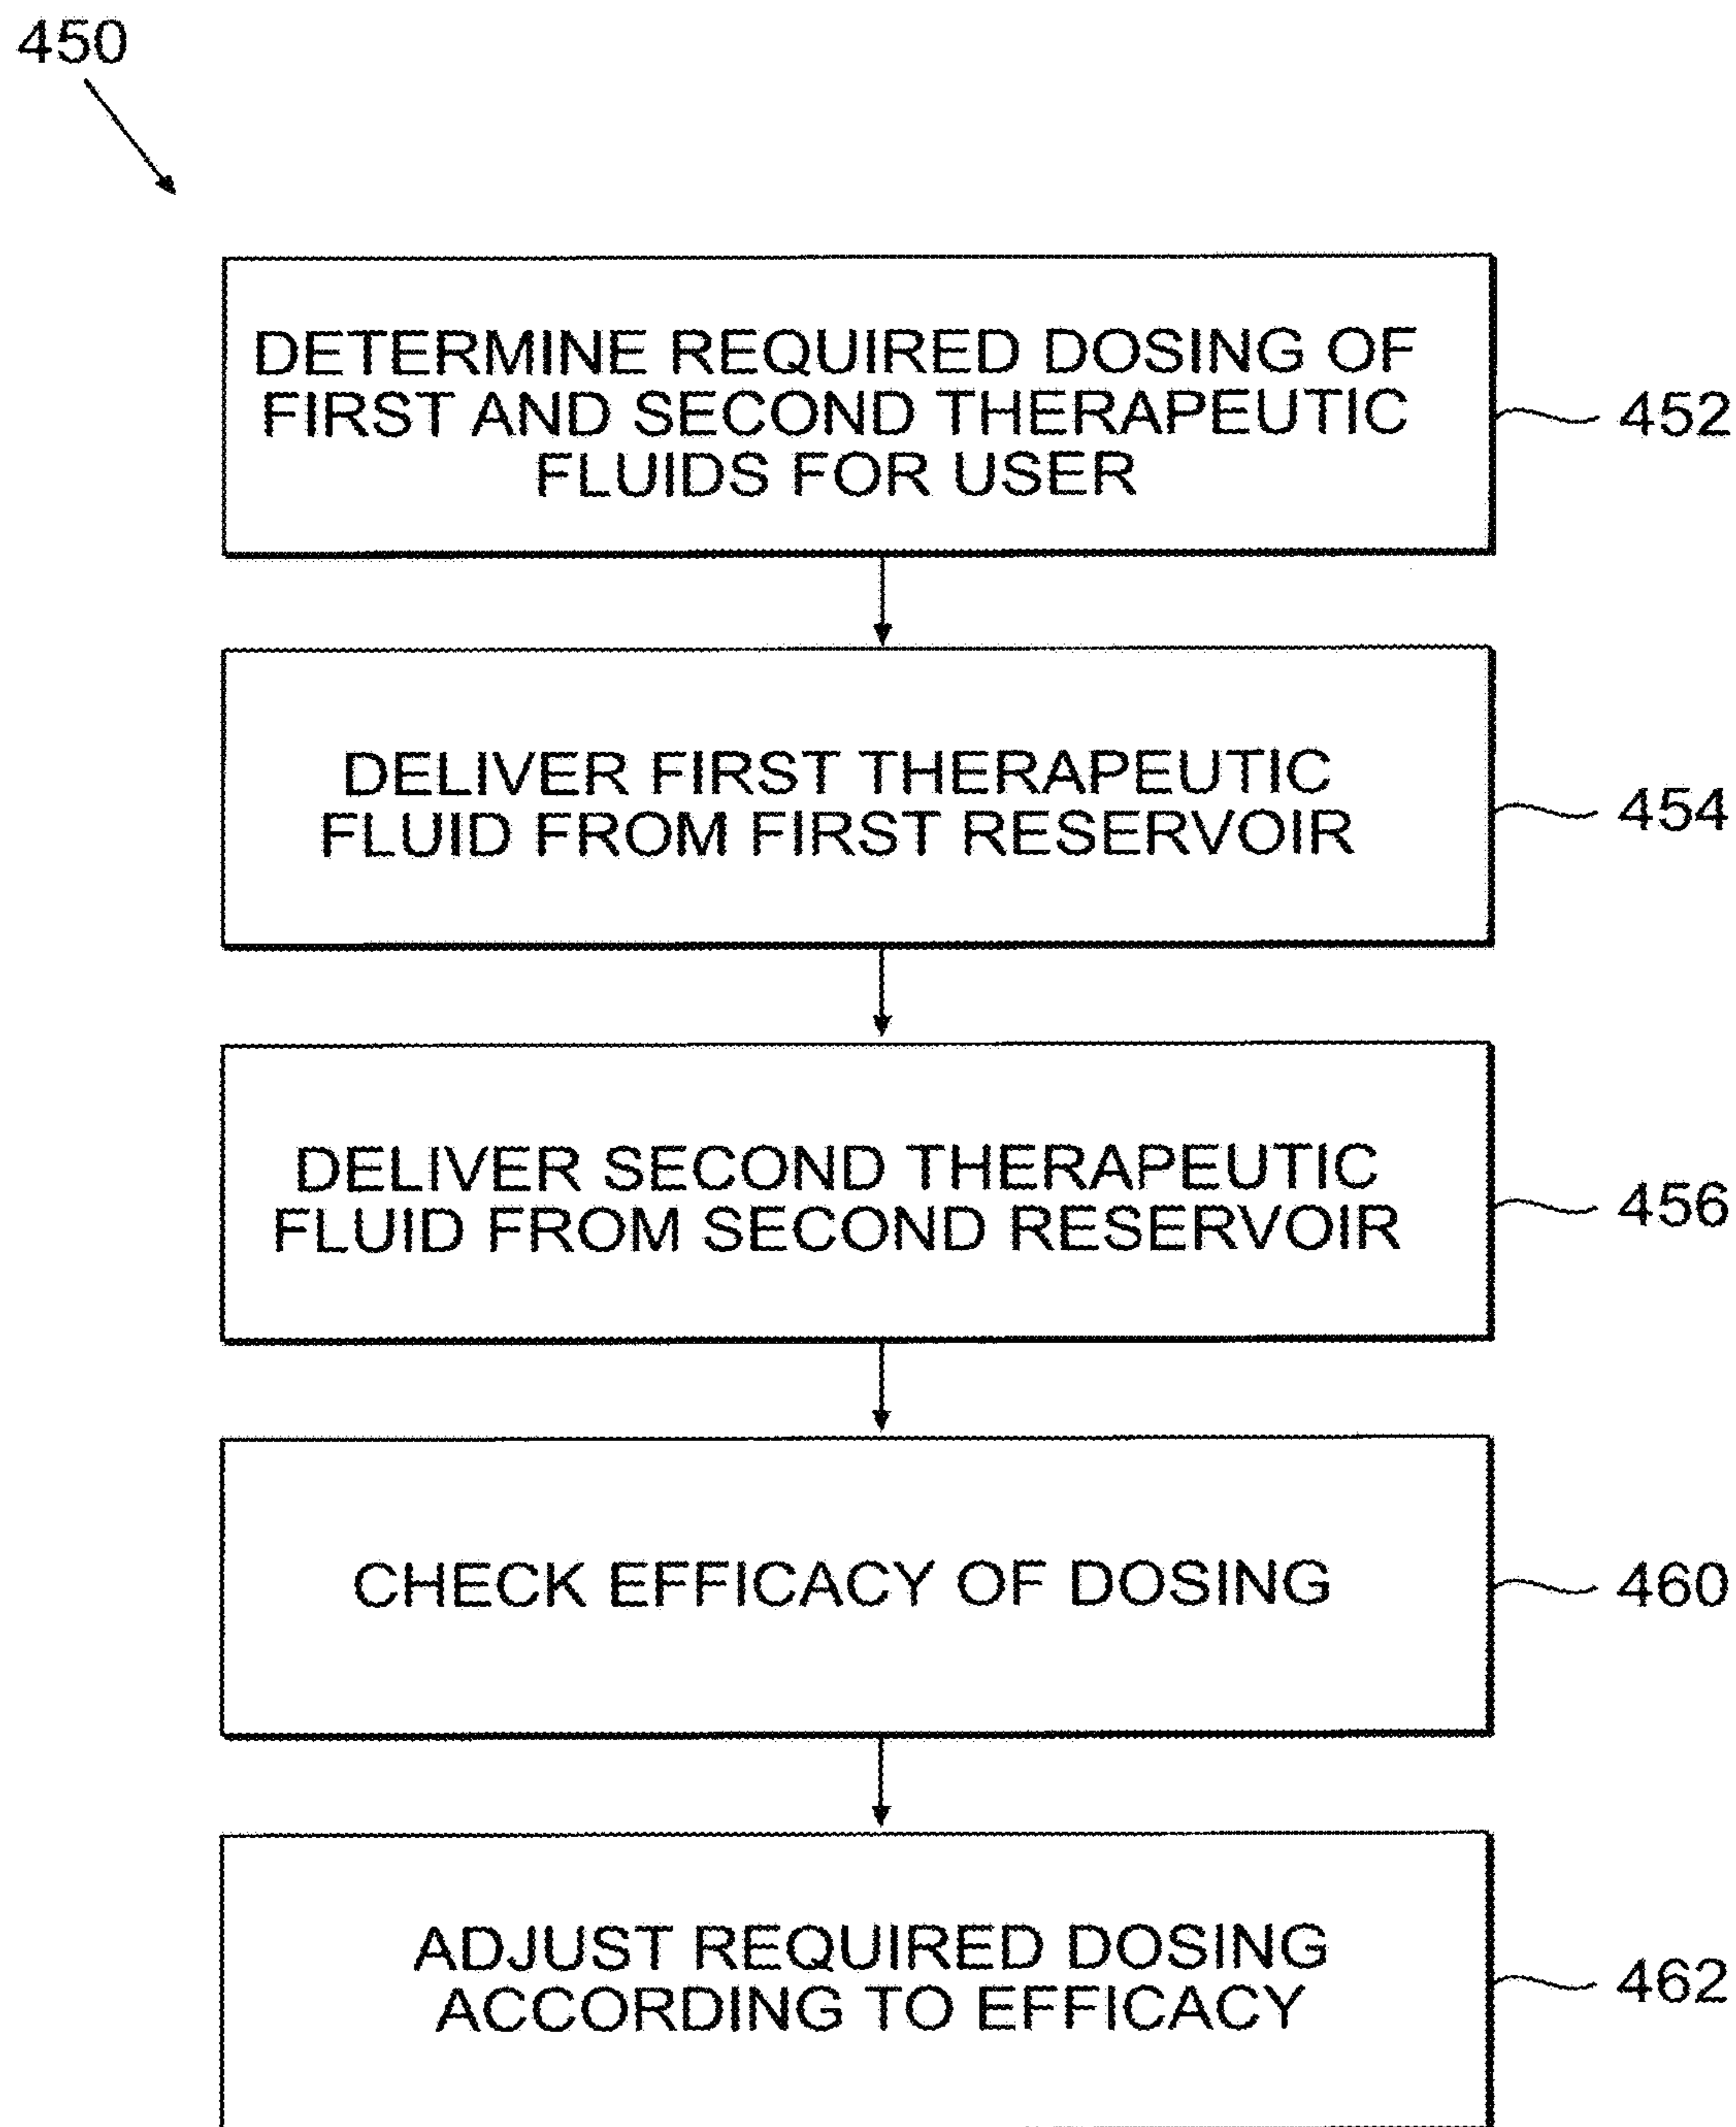 450
DETERMINE REQUIRED DOSING OF
FIRST AND SECOND THERAPEUTIC
FLUIDS FOR USER
452
DELIVER FIRST THERAPEUTIC
FLUID FROM FIRST RESERVOIR
454
DELIVER SECOND THERAPEUTIC
FLUID FROM SECOND RESERVOIR
456
CHECK EFFICACY OF DOSING
460
ADJUST REQUIRED DOSING
ACCORDING TO EFFICACY
462